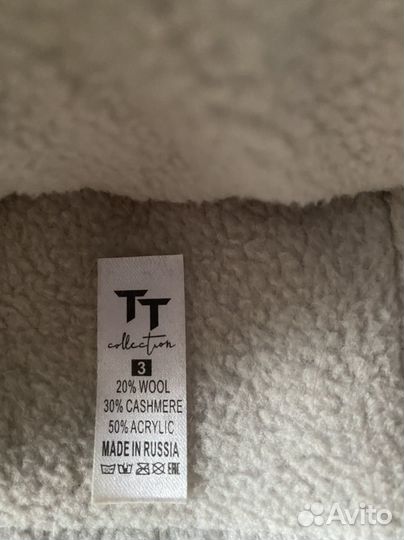 TT
collection
3
20% WOOL
30% CASHMERE
50% ACRYLIC
MADE IN RUSSIA
EAC
Avito